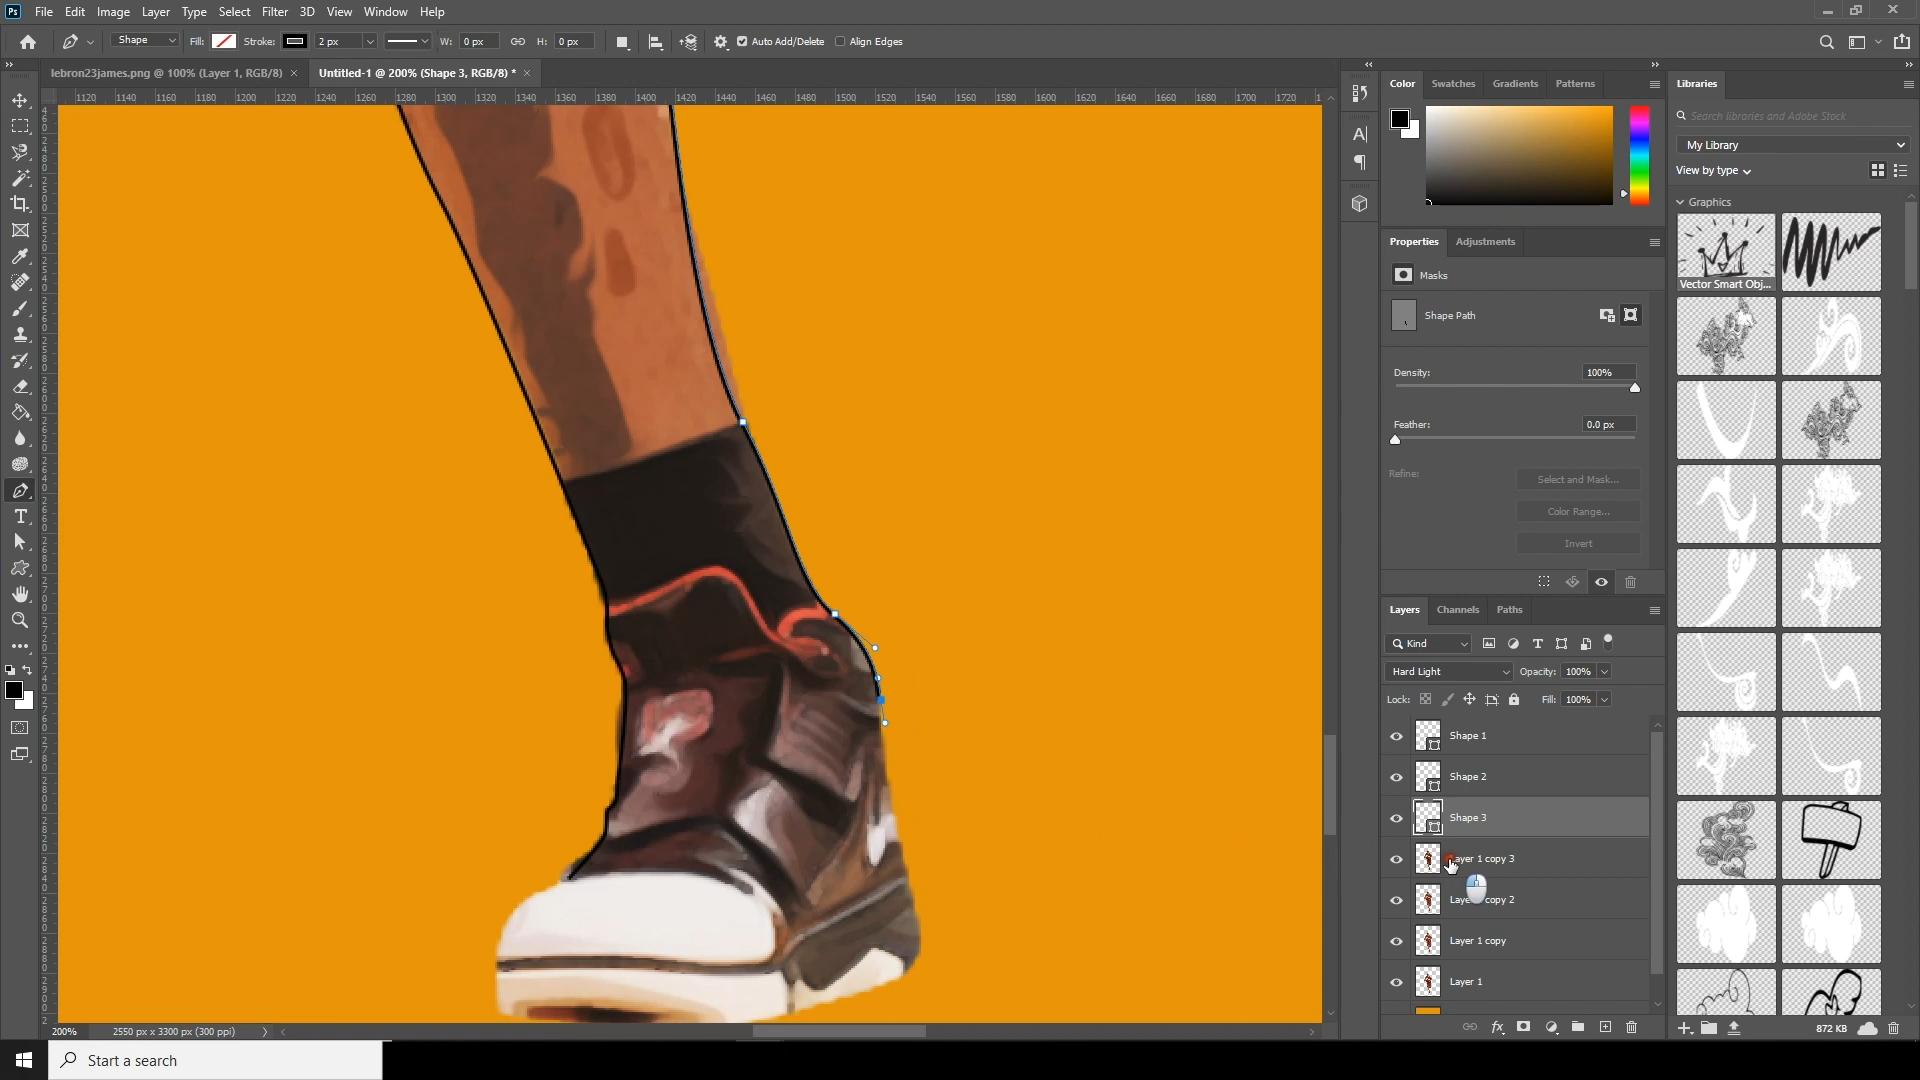 Ps File Edit Image Layer Type Select Filter 3D View Window Help
Shape Fill: Stroke: 2 px W: 0 px H: 0 px Auto Add/Delete Align Edges
lebron23james.png @ 100% (Layer 1, RGB/8) × Untitled-1 @ 200% (Shape 3, RGB/8) * ×
1120 1140 1160 1180 1200 1220 1240 1260 1280 1300 1320 1340 1360 1380 1400 1420 1440 1460 1480 1500 1520 1540 1560 1580 1600 1620 1640 1660 1680 1700 1720
Color Swatches Gradients Patterns
Properties Adjustments
Masks
Shape Path
Density: 100%
Feather: 0.0 px
Refine: Select and Mask...
Color Range...
Invert
Layers Channels Paths
Kind
Hard Light Opacity: 100%
Lock: Fill: 100%
Shape 1
Shape 2
Shape 3
ayer 1 copy 3
Laye copy 2
Layer 1 copy
Layer 1
fx
Libraries
Search libraries and Adobe Stock
My Library
View by type
Graphics
Vector Smart Obj...
872 KB
200% 2550 px x 3300 px (300 ppi)
Start a search